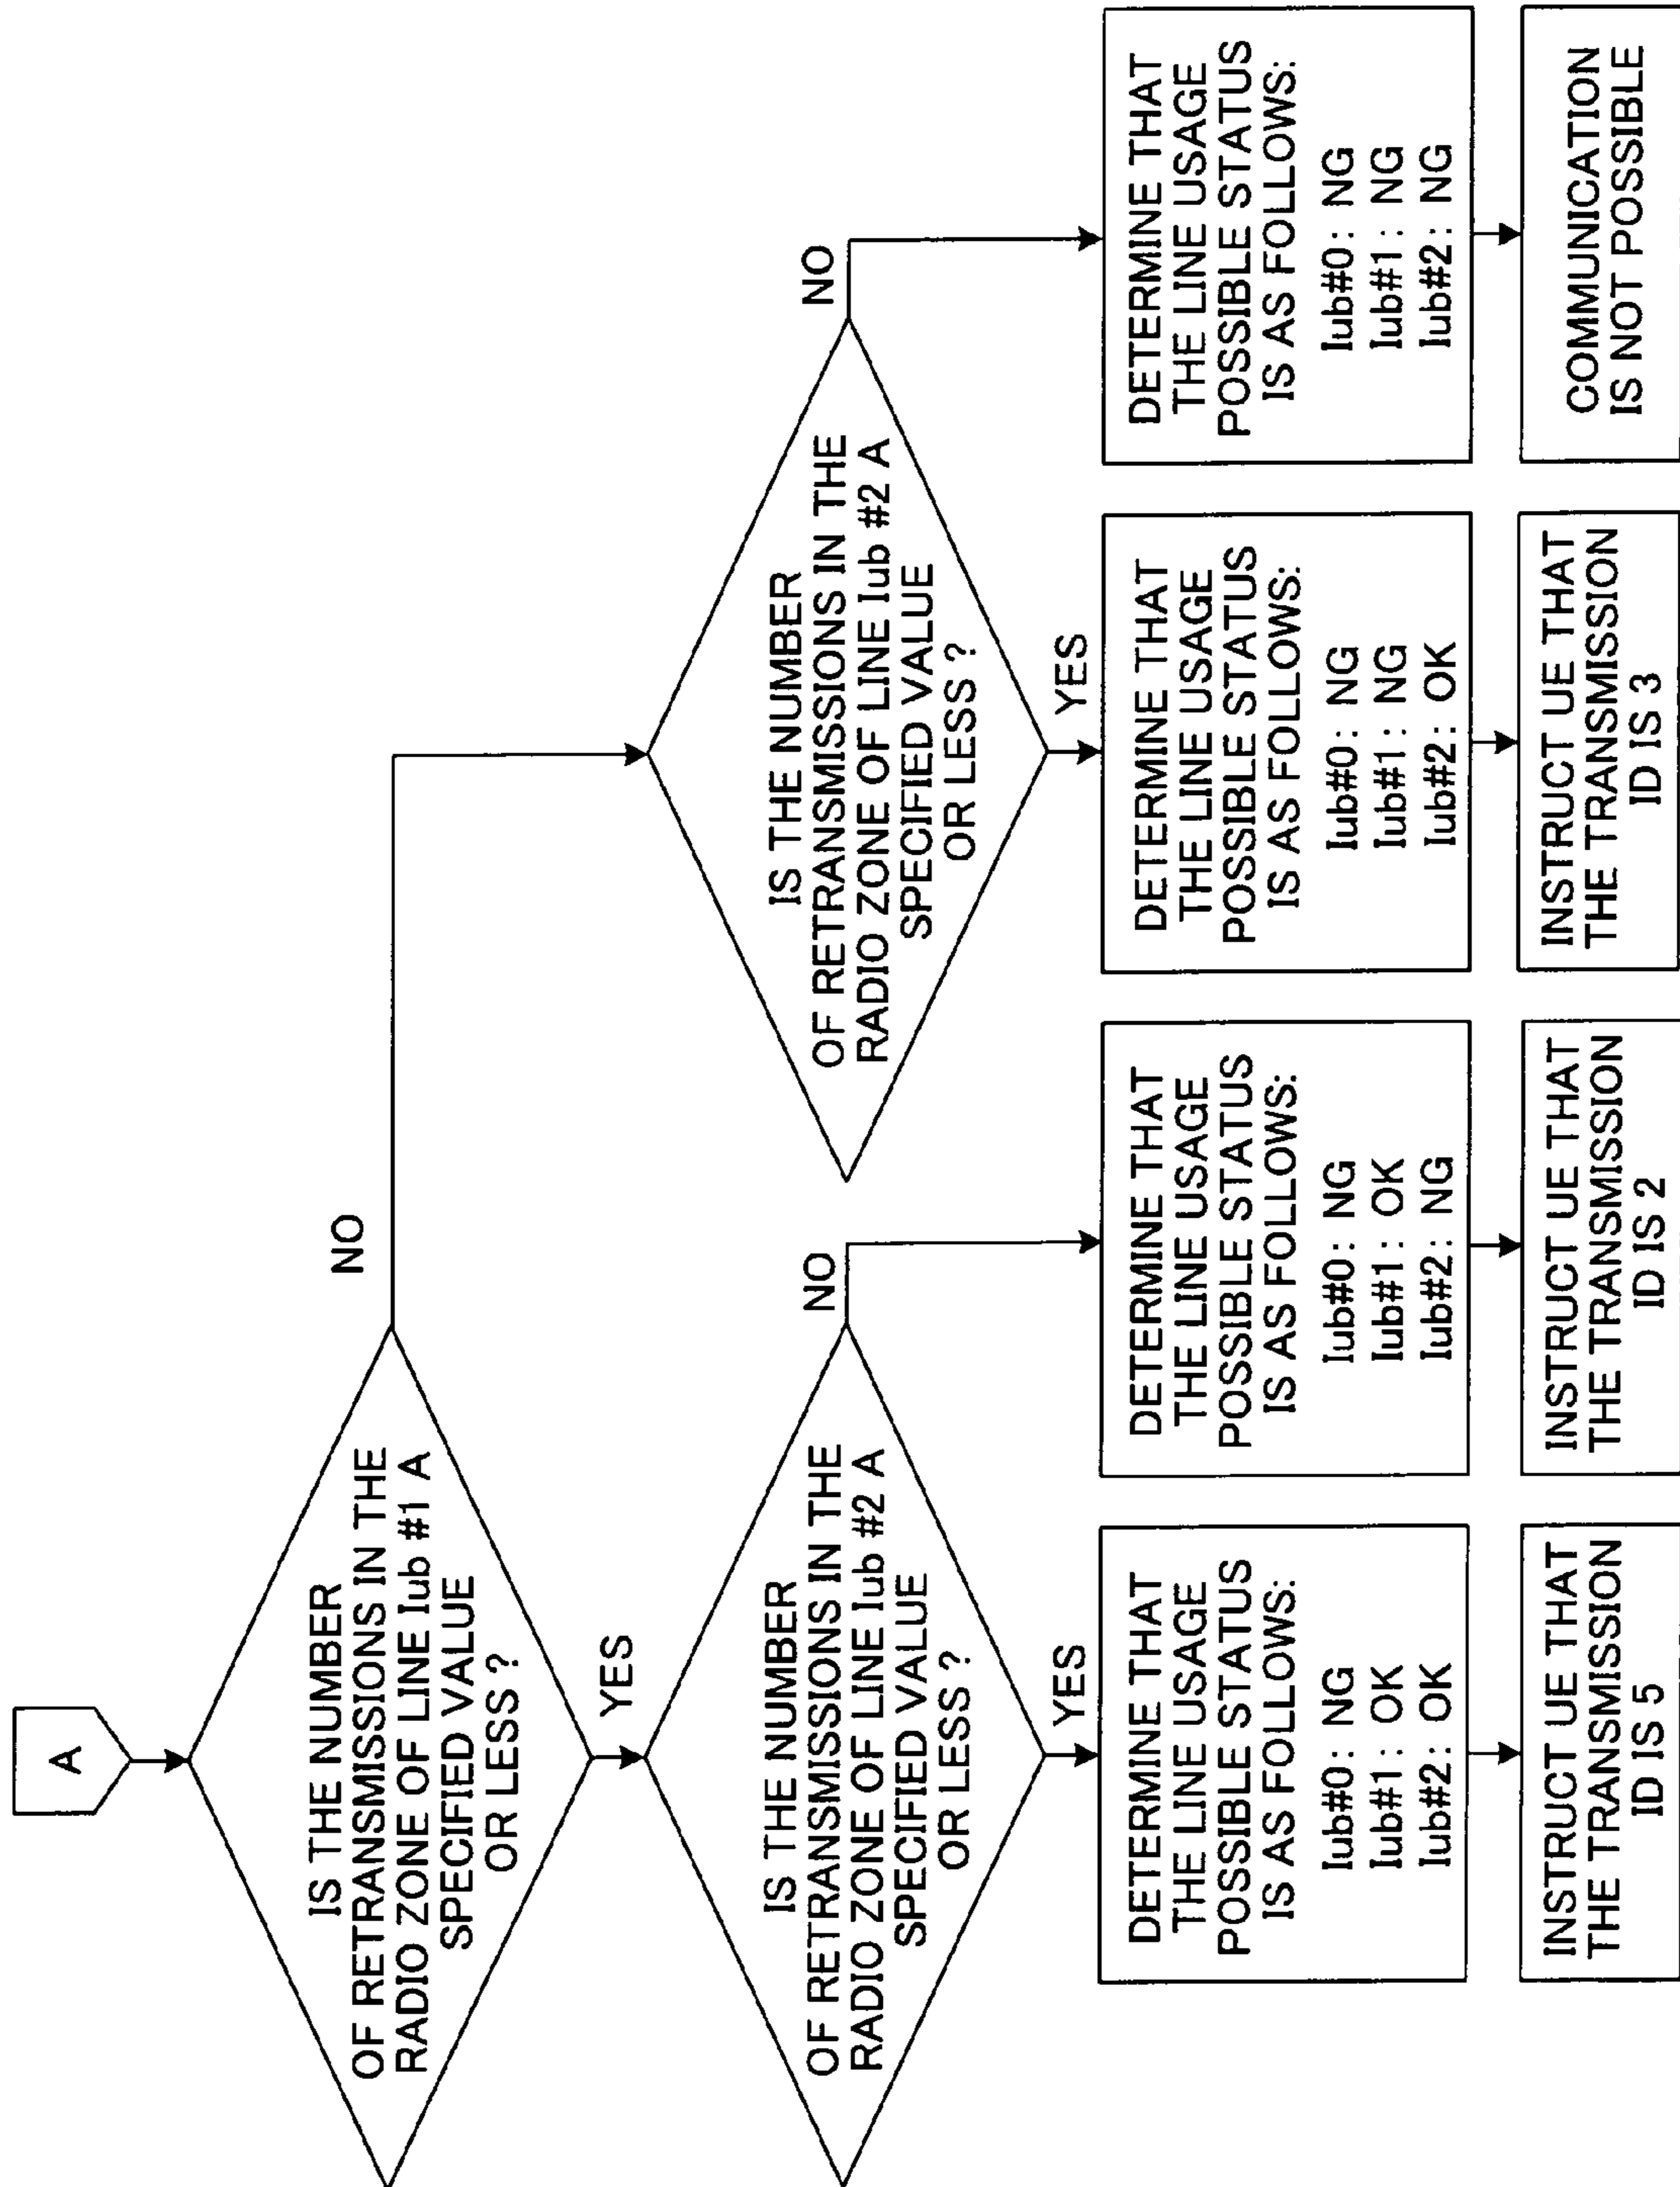 A
IS THE NUMBER
OF RETRANSMISSIONS IN THE
RADIO ZONE OF LINE Iub #1 A
SPECIFIED VALUE
OR LESS ?
NO
YES
IS THE NUMBER
OF RETRANSMISSIONS IN THE
RADIO ZONE OF LINE Iub #2 A
SPECIFIED VALUE
OR LESS ?
NO
YES
IS THE NUMBER
OF RETRANSMISSIONS IN THE
RADIO ZONE OF LINE Iub #2 A
SPECIFIED VALUE
OR LESS ?
NO
YES
DETERMINE THAT
THE LINE USAGE
POSSIBLE STATUS
IS AS FOLLOWS:
Iub#0: NG
Iub#1: OK
Iub#2: OK
DETERMINE THAT
THE LINE USAGE
POSSIBLE STATUS
IS AS FOLLOWS:
Iub#0: NG
Iub#1: OK
Iub#2: NG
DETERMINE THAT
THE LINE USAGE
POSSIBLE STATUS
IS AS FOLLOWS:
Iub#0: NG
Iub#1: NG
Iub#2: OK
DETERMINE THAT
THE LINE USAGE
POSSIBLE STATUS
IS AS FOLLOWS:
Iub#0: NG
Iub#1: NG
Iub#2: NG
INSTRUCT UE THAT
THE TRANSMISSION
ID IS 5
INSTRUCT UE THAT
THE TRANSMISSION
ID IS 2
INSTRUCT UE THAT
THE TRANSMISSION
ID IS 3
COMMUNICATION
IS NOT POSSIBLE